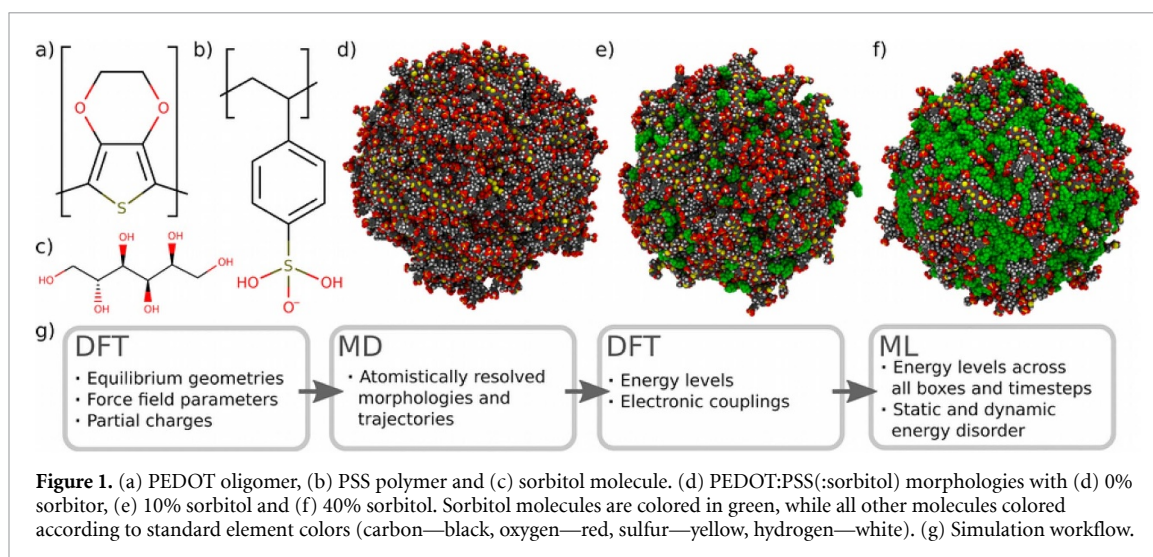 a)
b)
d)
e)
f)
O
O
S
c)
OH
OH
OH
HO
OH
OH
OH
S
HO
OH
O⁻
g)
DFT
· Equilibrium geometries
· Force field parameters
· Partial charges
MD
· Atomistically resolved
morphologies and
trajectories
DFT
· Energy levels
· Electronic couplings
ML
· Energy levels across
all boxes and timesteps
· Static and dynamic
energy disorder
Figure 1. (a) PEDOT oligomer, (b) PSS polymer and (c) sorbitol molecule. (d) PEDOT:PSS(:sorbitol) morphologies with (d) 0%
sorbitor, (e) 10% sorbitol and (f) 40% sorbitol. Sorbitol molecules are colored in green, while all other molecules colored
according to standard element colors (carbon—black, oxygen—red, sulfur—yellow, hydrogen—white). (g) Simulation workflow.